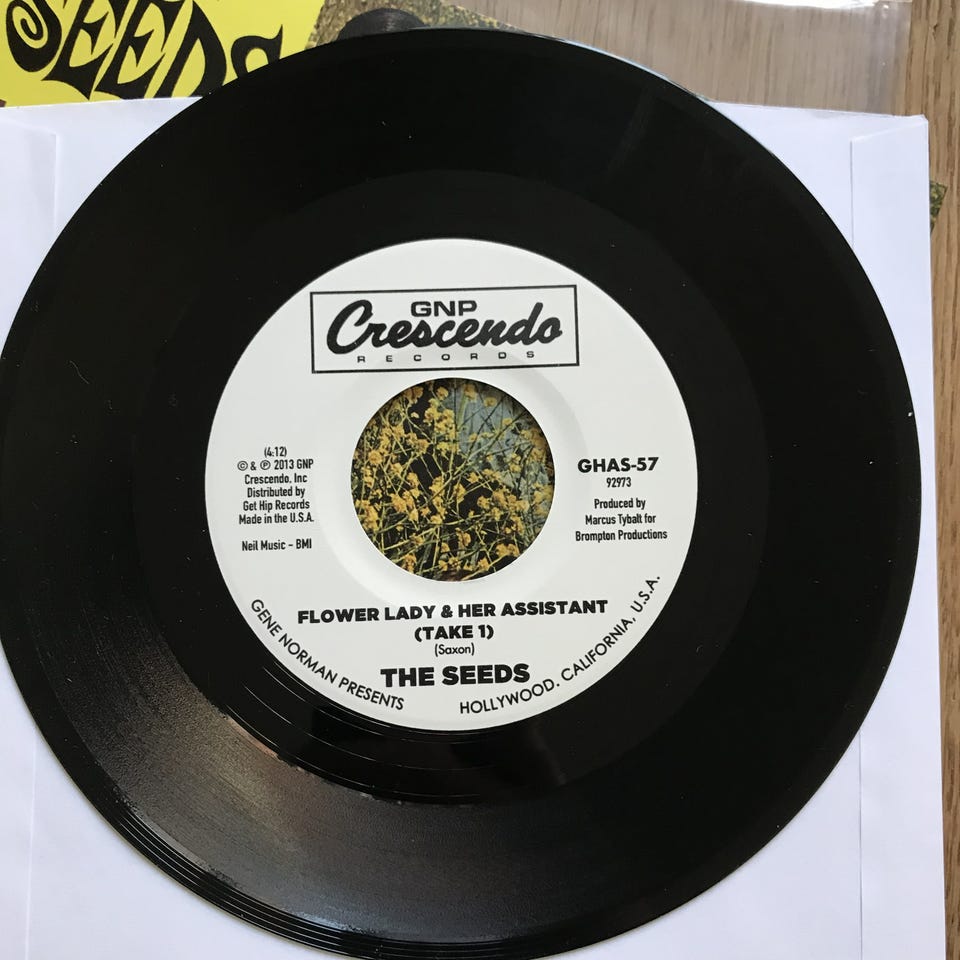 SEEDS
GNP
Crescendo
RECORDS
(4:12)
© & ℗ 2013 GNP
Crescendo, Inc
Distributed by
Get Hip Records
Made in the U.S.A.
Neil Music - BMI
GHAS-57
92973
Produced by
Marcus Tybalt for
Brompton Productions
FLOWER LADY & HER ASSISTANT
(TAKE 1)
(Saxon)
THE SEEDS
GENE NORMAN PRESENTS
HOLLYWOOD, CALIFORNIA, U.S.A.